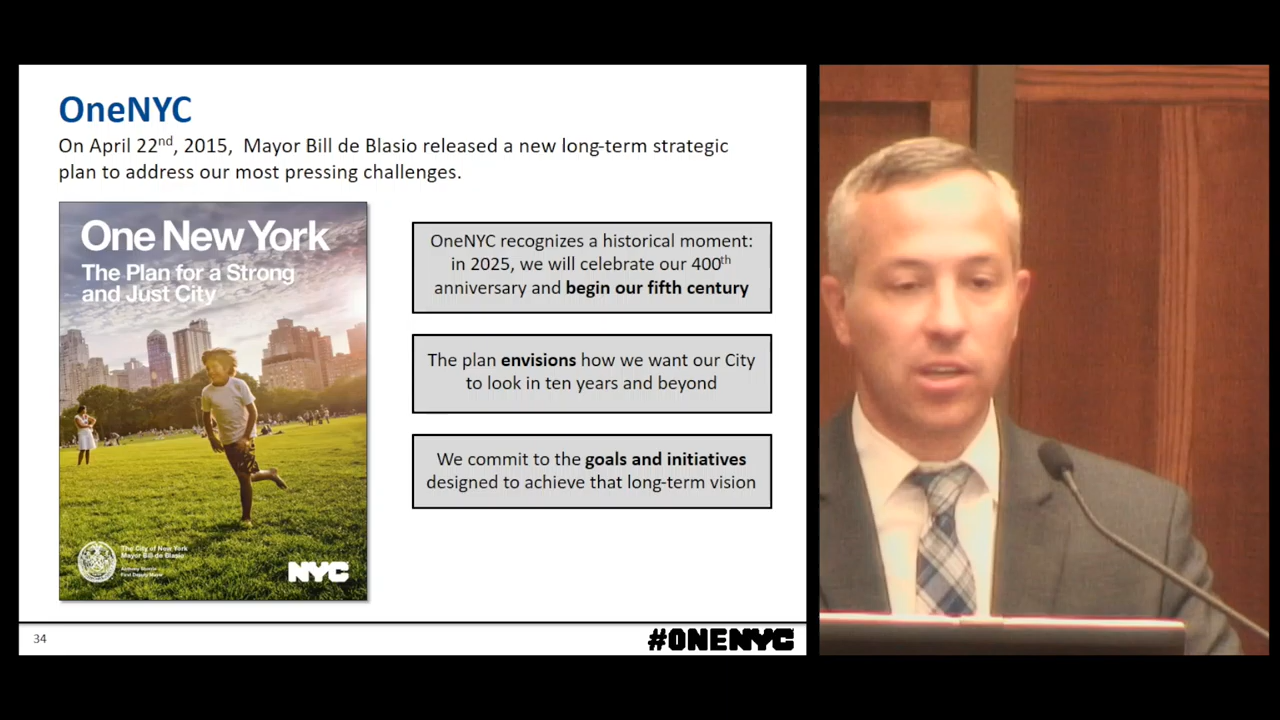 OneNYC
On April 22nd, 2015, Mayor Bill de Blasio released a new long-term strategic
plan to address our most pressing challenges.
One New York
The Plan for a Strong
and Just City
The City of New York
Mayor Bill de Blasio
First Deputy Mayor
NYC
OneNYC recognizes a historical moment:
in 2025, we will celebrate our 400th
anniversary and begin our fifth century
The plan envisions how we want our City
to look in ten years and beyond
We commit to the goals and initiatives
designed to achieve that long-term vision
34
#ONENYC